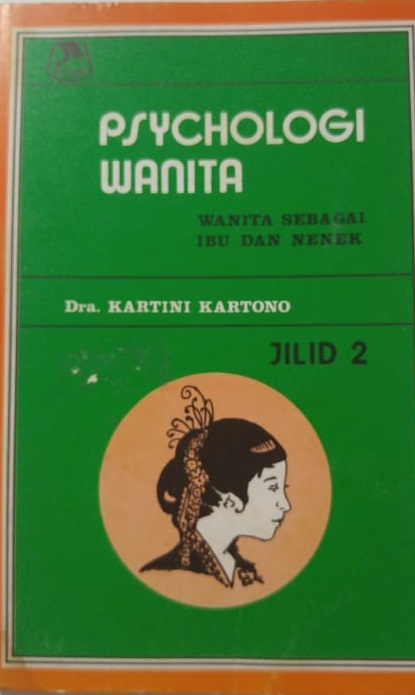 PSYCHOLOGI
WANITA
WANITA SEBAGAI
IBU DAN NENEK
Dra. KARTINI KARTONO
JILID 2